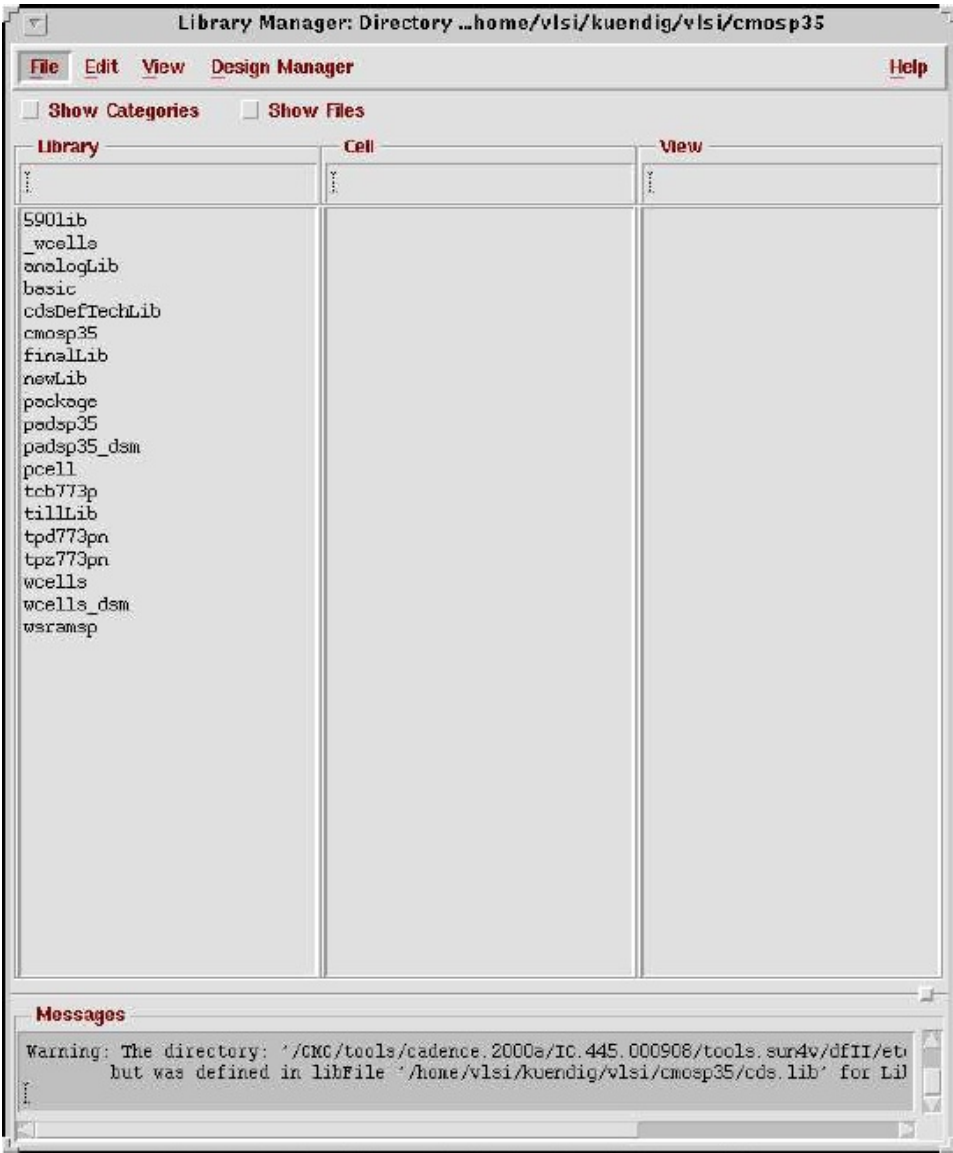 Library Manager: Directory ...home/vlsi/kuendig/vlsi/cmosp35
File Edit View Design Manager Help
Show Categories Show Files
Library Cell View
590lib
_wcells
analogLib
basic
cdsDefTechLib
cmosp35
finalLib
newLib
package
padsp35
padsp35_dsm
pcell
tcb773p
tillLib
tpd773pn
tpz773pn
wcells
wcells_dsm
wsramsp
Messages
Warning: The directory: '/CMC/tools/cadence.2000a/IC.445.000908/tools.sun4v/dfII/etc
but was defined in libFile '/home/vlsi/kuendig/vlsi/cmosp35/cds.lib' for Lib